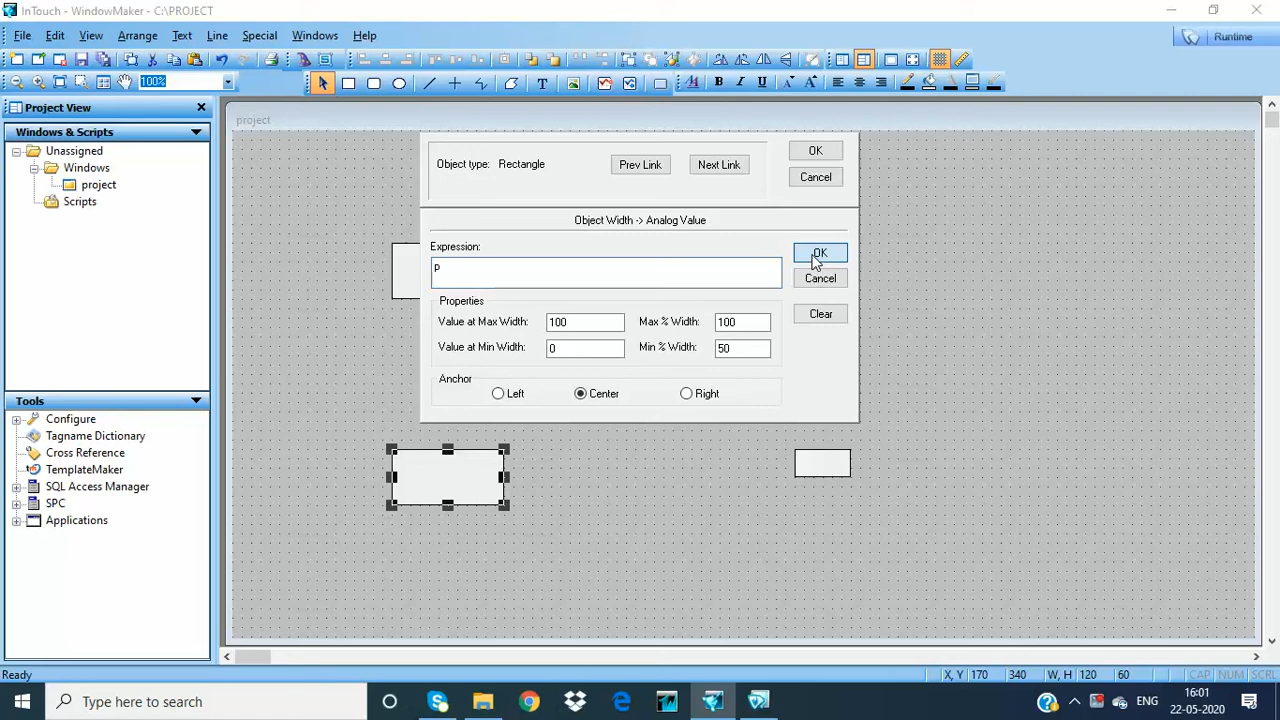 InTouch - WindowMaker - C:\PROJECT
File Edit View Arrange Text Line Special Windows Help
Runtime
100%
T
B I U A A
Project View
Windows & Scripts
Unassigned
Windows
project
Scripts
Tools
Configure
Tagname Dictionary
Cross Reference
TemplateMaker
SQL Access Manager
SPC
Applications
project
Object type: Rectangle
Prev Link
Next Link
OK
Cancel
Object Width -> Analog Value
Expression:
P
OK
Cancel
Clear
Properties
Value at Max Width: 100 Max % Width: 100
Value at Min Width: 0 Min % Width: 50
Anchor
Left Center Right
Ready
X, Y 170 340 W, H 120 60 CAP NUM SCRL
Type here to search
ENG
16:01
22-05-2020